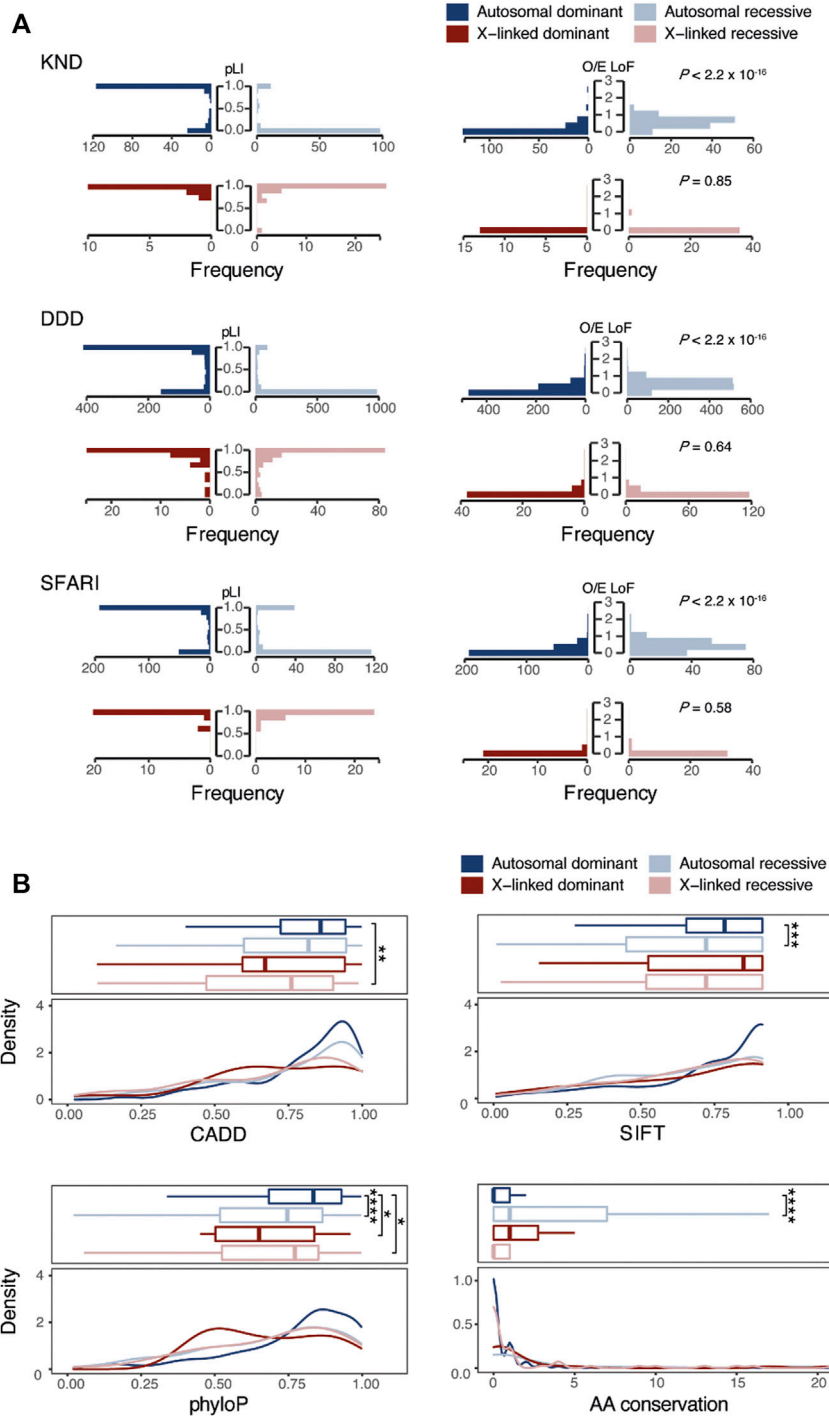 A
Autosomal dominant Autosomal recessive
X-linked dominant X-linked recessive
KND
pLI O/E LoF P < 2.2 x 10-16
1.0 0.5 0.0 3 2 1 0
120 80 40 0 0 50 100 100 50 0 0 20 40 60
1.0 0.5 0.0 3 2 1 0 P = 0.85
10 5 0 0 10 20 15 10 5 0 0 20 40
Frequency Frequency
DDD
pLI O/E LoF P < 2.2 x 10-16
1.0 0.5 0.0 3 2 1 0
400 200 0 0 500 1000 400 200 0 0 200 400 600
1.0 0.5 0.0 3 2 1 0 P = 0.64
20 10 0 0 40 80 40 20 0 0 60 120
Frequency Frequency
SFARI
pLI O/E LoF P < 2.2 x 10-16
1.0 0.5 0.0 3 2 1 0
200 100 0 0 40 80 120 200 100 0 0 40 80
1.0 0.5 0.0 3 2 1 0 P = 0.58
20 10 0 0 10 20 20 10 0 0 20 40
Frequency Frequency
B
Autosomal dominant Autosomal recessive
X-linked dominant X-linked recessive
** ***
Density
4 2 0 4 2 0
0.00 0.25 0.50 0.75 1.00 0.00 0.25 0.50 0.75 1.00
CADD SIFT
**** * * ****
Density
4 2 0 1.0 0.5 0.0
0.00 0.25 0.50 0.75 1.00 0 5 10 15 20
phyloP AA conservation